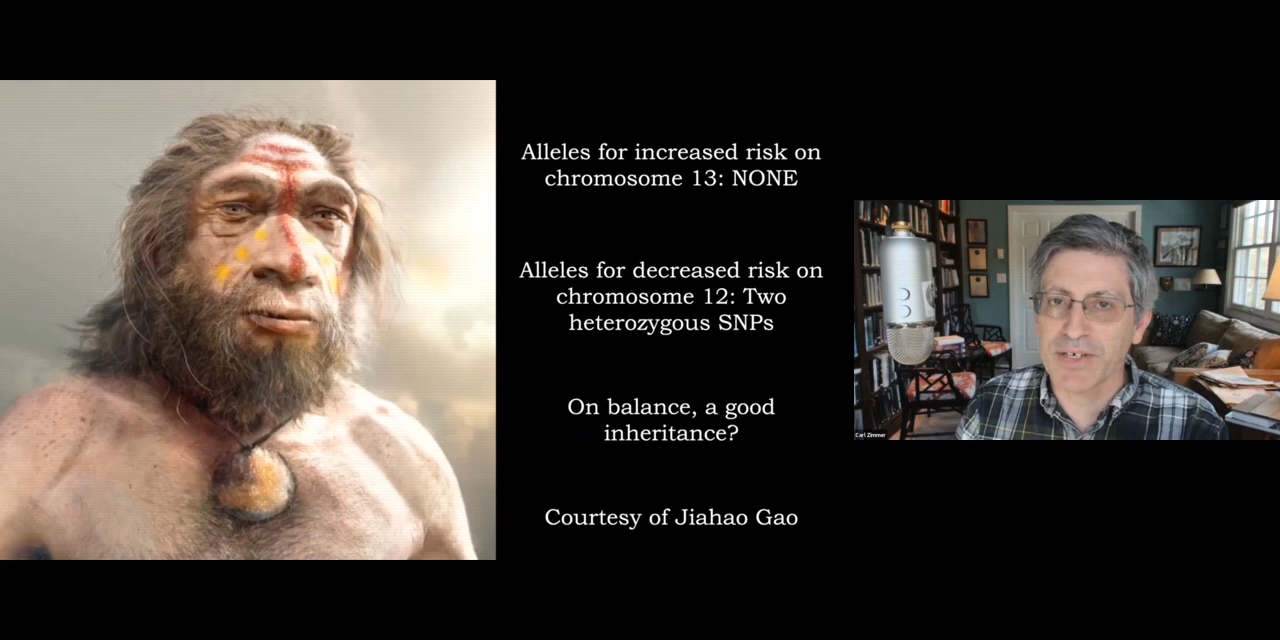 Alleles for increased risk on
chromosome 13: NONE
Alleles for decreased risk on
chromosome 12: Two
heterozygous SNPs
On balance, a good
inheritance?
Courtesy of Jiahao Gao
Carl Zimmer